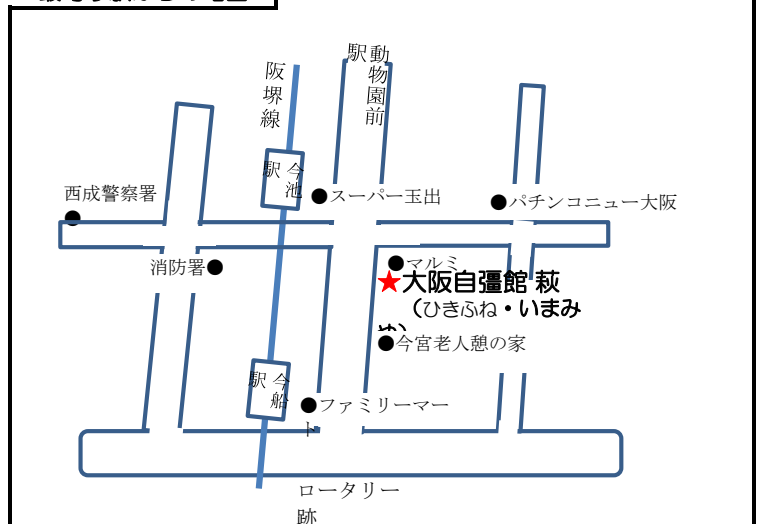 動物園前
駅
阪堺線
今池
駅
西成警察署
スーパー玉出
パチンコニュー大阪
消防署
マルミ
★大阪自彊館 萩
（ひきふね・いまみ
今宮老人憩の家
今船
駅
ファミリーマー
ト
ロータリー
跡